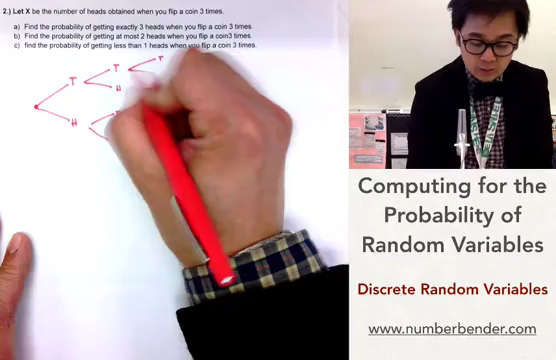 2.) Let X be the number of heads obtained when you flip a coin 3 times.
a) Find the probability of getting exactly 3 heads when you flip a coin 3 times.
b) Find the probability of getting at most 2 heads when you flip a coin3 times.
c) find the probability of getting less than 1 heads when you flip a coin 3 times.
T T T
H
H
Computing for the
Probability of
Random Variables
Discrete Random Variables
www.numberbender.com